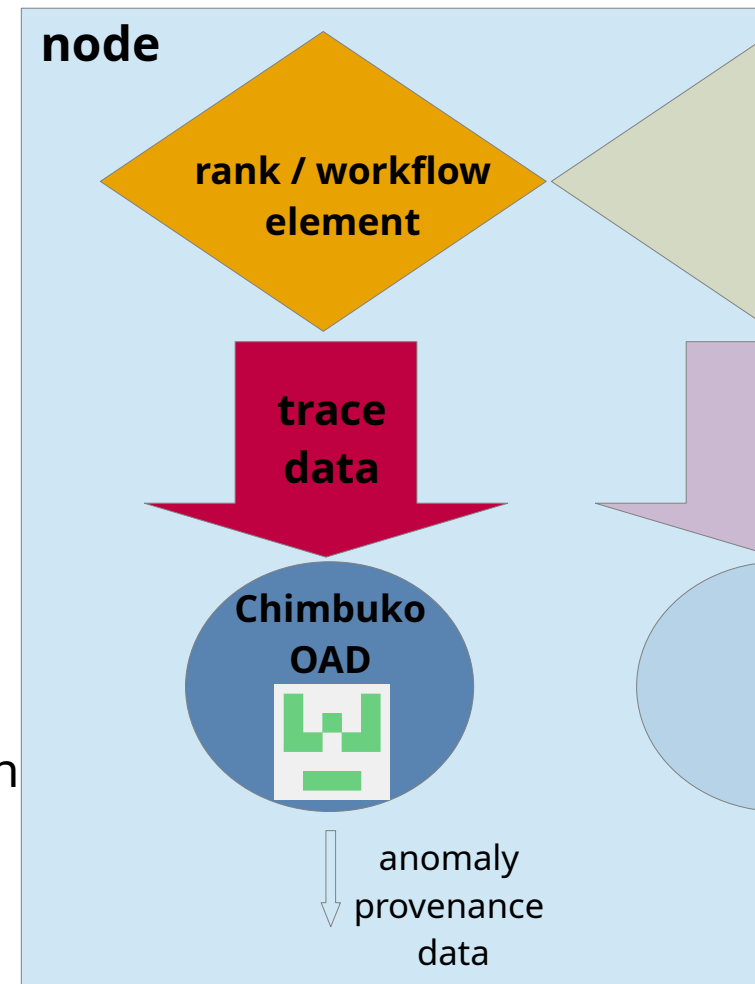 node
rank / workflow
element
trace
data
Chimbuko
OAD
n
anomaly
provenance
data